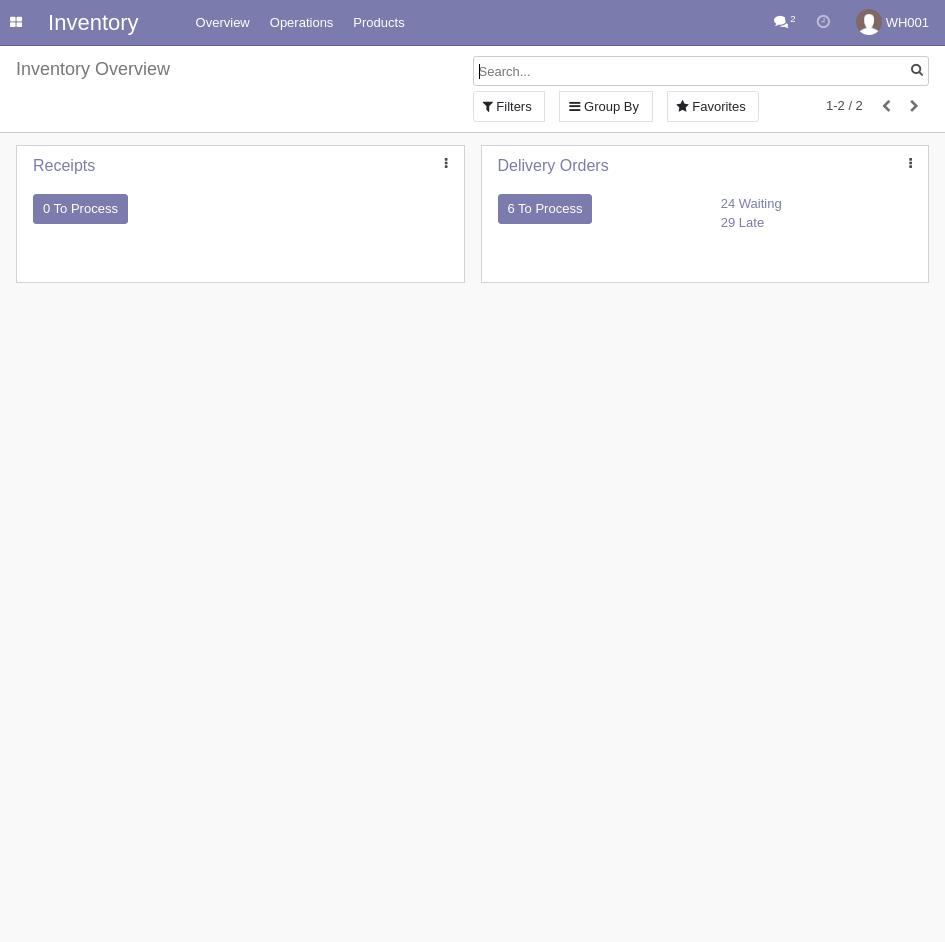 Inventory Overview Operations Products 2 WH001
Inventory Overview
Search...
Filters Group By Favorites 1-2 / 2
Receipts
0 To Process
Delivery Orders
6 To Process
24 Waiting
29 Late